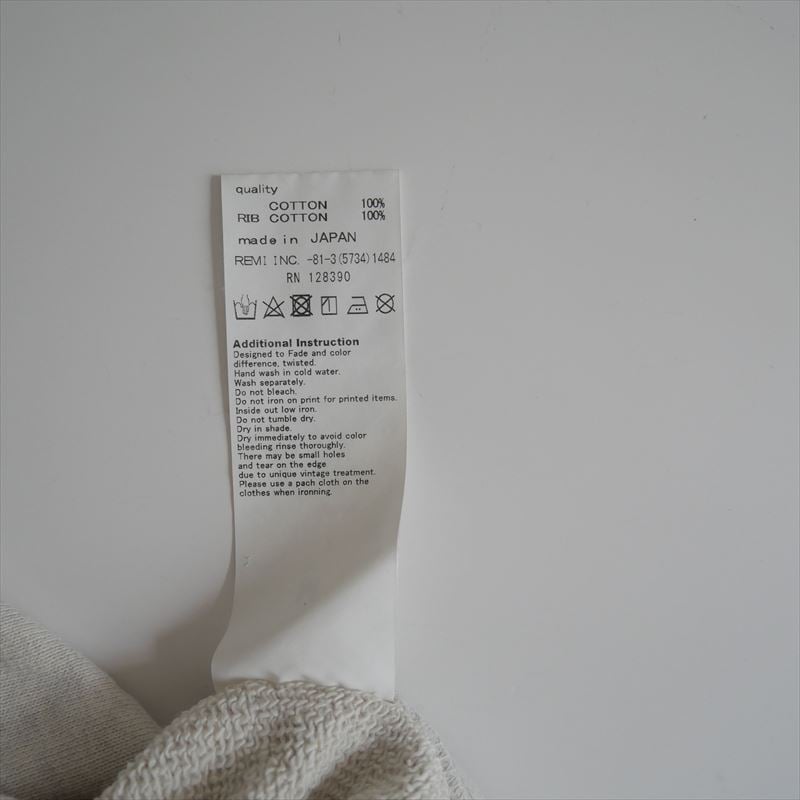 quality
COTTON 100%
RIB COTTON 100%
made in JAPAN
REMI INC. -81-3(5734)1484
RN 128390
Additional Instruction
Designed to Fade and color
difference, twisted.
Hand wash in cold water.
Wash separately.
Do not bleach.
Do not iron on print for printed items.
Inside out low iron.
Do not tumble dry.
Dry in shade.
Dry immediately to avoid color
bleeding rinse thoroughly.
There may be small holes
and tear on the edge
due to unique vintage treatment.
Please use a pach cloth on the
clothes when ironning.